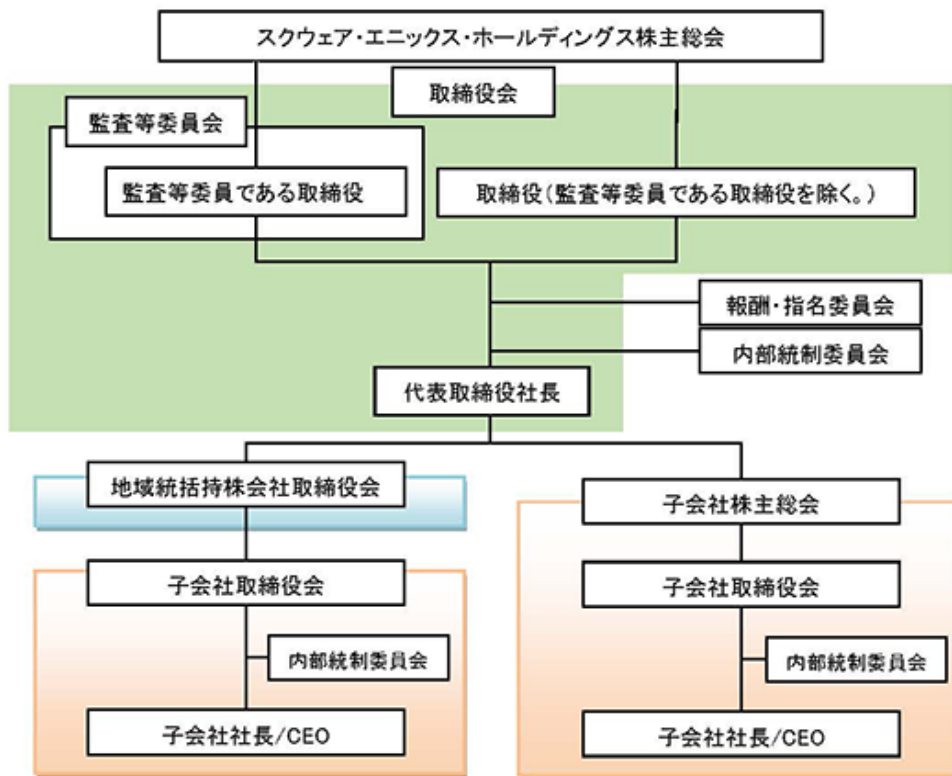 スクウェア・エニックス・ホールディングス株主総会
取締役会
監査等委員会
監査等委員である取締役
取締役(監査等委員である取締役を除く。)
報酬・指名委員会
内部統制委員会
代表取締役社長
地域統括持株会社取締役会
子会社取締役会
内部統制委員会
子会社社長/CEO
子会社株主総会
子会社取締役会
内部統制委員会
子会社社長/CEO